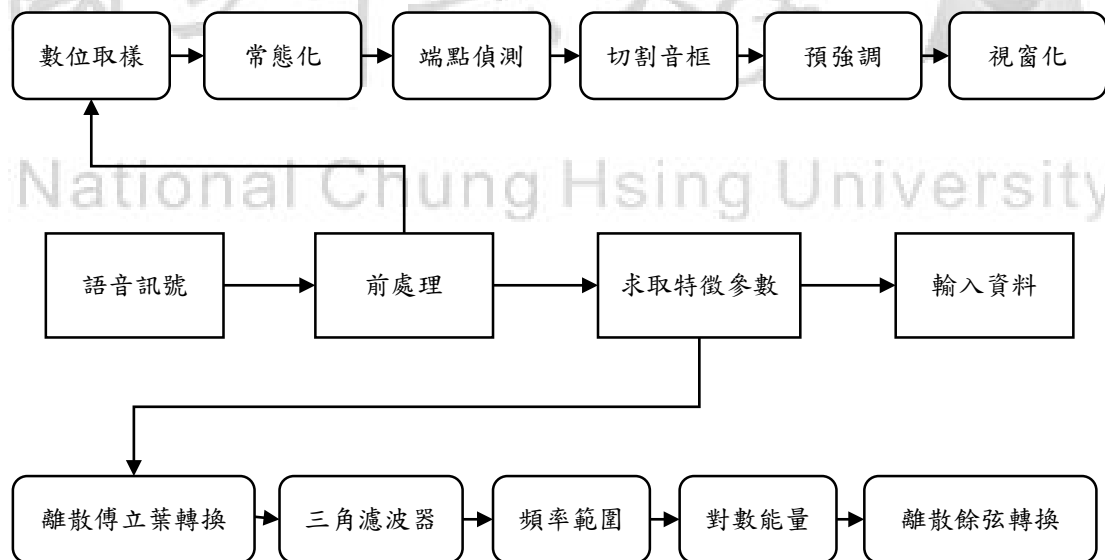 數位取樣
常態化
端點偵測
切割音框
預強調
視窗化
National Chung Hsing University
語音訊號
前處理
求取特徵參數
輸入資料
離散傅立葉轉換
三角濾波器
頻率範圍
對數能量
離散餘弦轉換